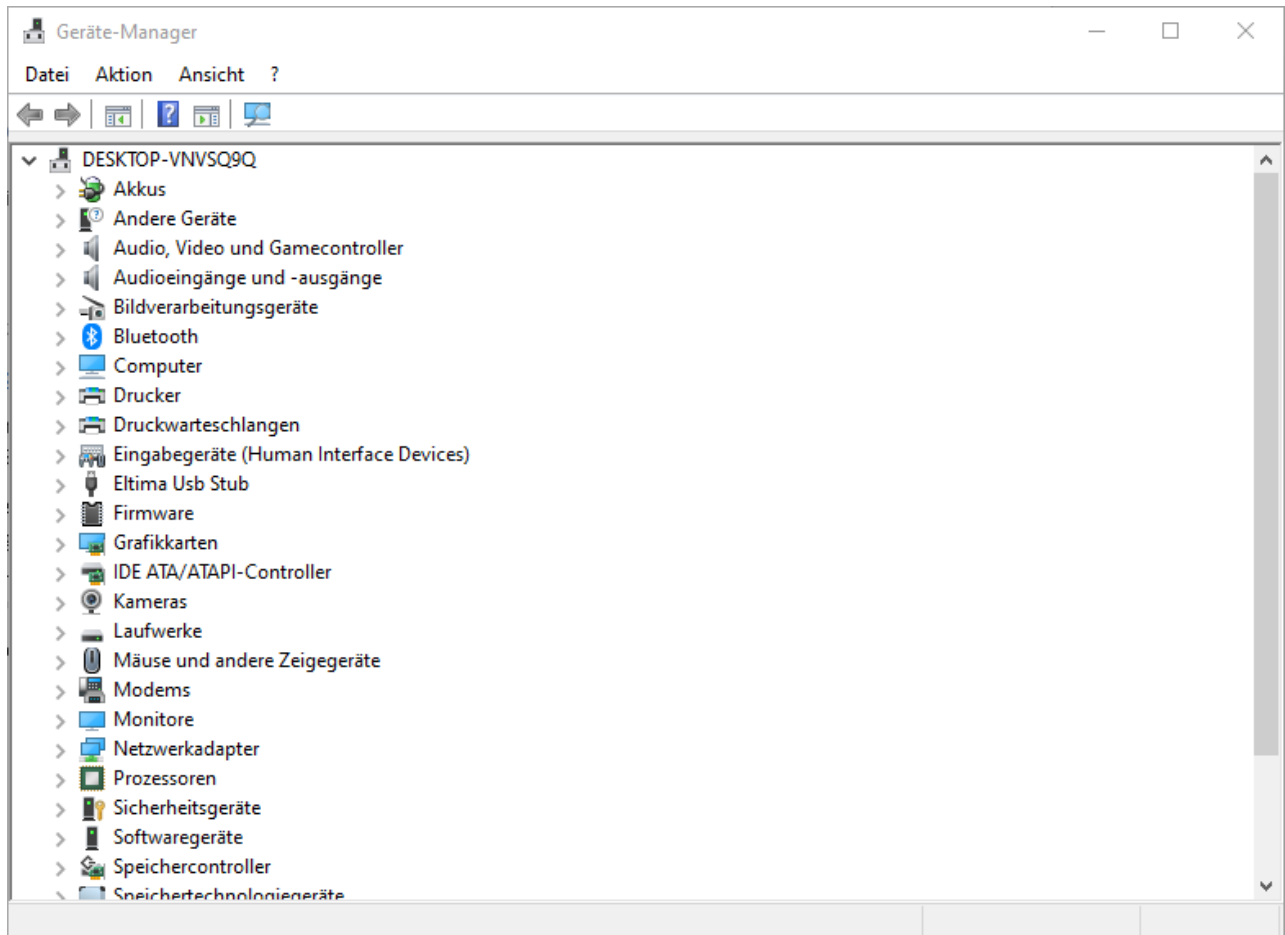 Geräte-Manager
Datei Aktion Ansicht ?
DESKTOP-VNVSQ9Q
Akkus
Andere Geräte
Audio, Video und Gamecontroller
Audioeingänge und -ausgänge
Bildverarbeitungsgeräte
Bluetooth
Computer
Drucker
Druckwarteschlangen
Eingabegeräte (Human Interface Devices)
Eltima Usb Stub
Firmware
Grafikkarten
IDE ATA/ATAPI-Controller
Kameras
Laufwerke
Mäuse und andere Zeigegeräte
Modems
Monitore
Netzwerkadapter
Prozessoren
Sicherheitsgeräte
Softwaregeräte
Speichercontroller
Speichertechnologiegeräte